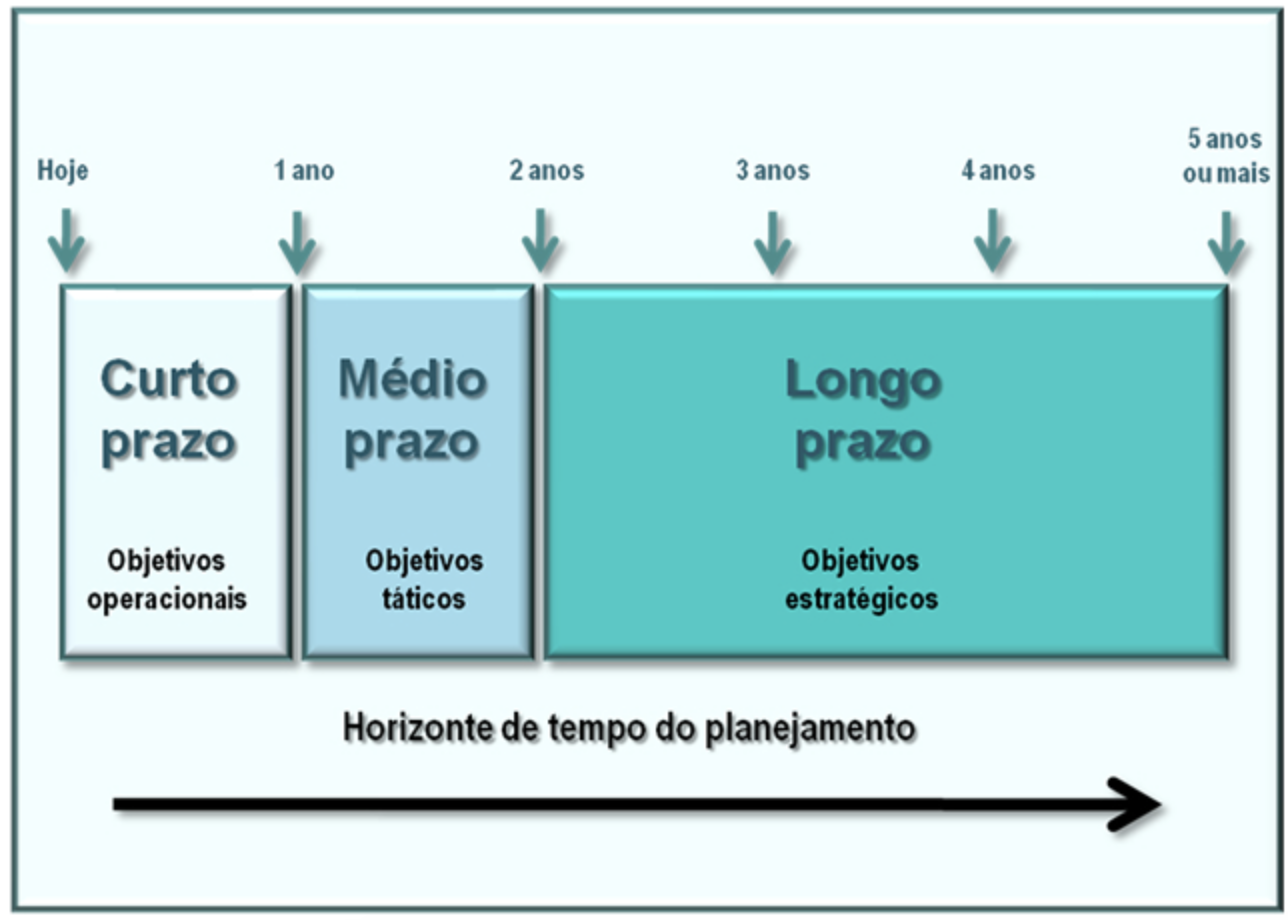 Hoje
1 ano
2 anos
3 anos
4 anos
5 anos
ou mais
Curto
prazo
Objetivos
operacionais
Médio
prazo
Objetivos
táticos
Longo
prazo
Objetivos
estratégicos
Horizonte de tempo do planejamento